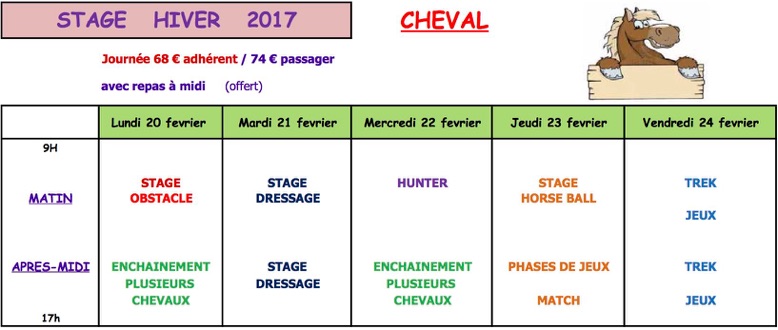 STAGE HIVER 2017
CHEVAL
Journée 68 € adhérent / 74 € passager
avec repas à midi (offert)
Lundi 20 fevrier Mardi 21 fevrier Mercredi 22 fevrier Jeudi 23 fevrier Vendredi 24 fevrier
9H
MATIN
STAGE
OBSTACLE
STAGE
DRESSAGE
HUNTER
STAGE
HORSE BALL
TREK
JEUX
APRES-MIDI
ENCHAINEMENT
PLUSIEURS
CHEVAUX
STAGE
DRESSAGE
ENCHAINEMENT
PLUSIEURS
CHEVAUX
PHASES DE JEUX
MATCH
TREK
JEUX
17h